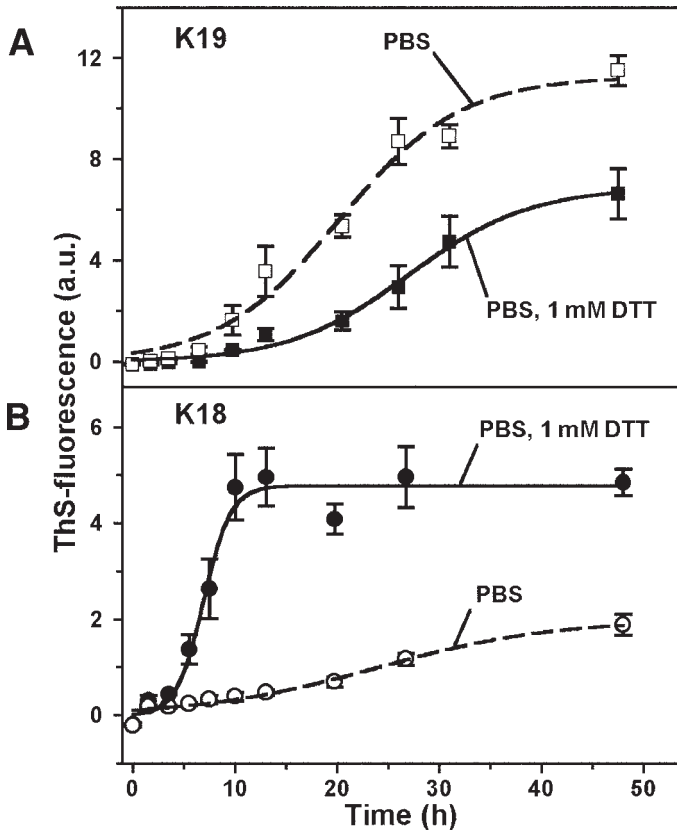 A
K19
PBS
12
8
4
0
PBS, 1 mM DTT
ThS-fluorescence (a.u.)
B
K18
6
4
2
0
PBS, 1 mM DTT
PBS
0 10 20 30 40 50
Time (h)